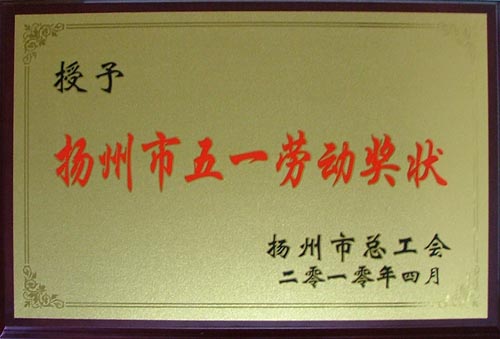 授予
扬州市五一劳动奖状
扬州市总工会
二零一零年四月